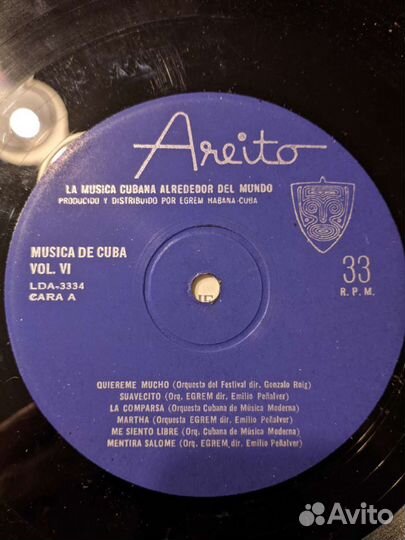 Areito
LA MUSICA CUBANA ALREDEDOR DEL MUNDO
PRODUCIDO Y DISTRIBUIDO POR EGREM HABANA-CUBA
MUSICA DE CUBA
VOL. VI
LDA-3334
CARA A
33
R. P. M.
QUIEREME MUCHO (Orquesta del Festival dir. Gonzalo Roig)
SUAVECITO (Orq. EGREM dir. Emilio Peñalver)
LA COMPARSA (Orquesta Cubana de Música Moderna)
MARTHA (Orquesta EGREM dir. Emilio Peñalver)
ME SIENTO LIBRE (Orq. Cubana de Música Moderna)
MENTIRA SALOME (Orq. EGREM dir. Emilio Peñalver)
Avito